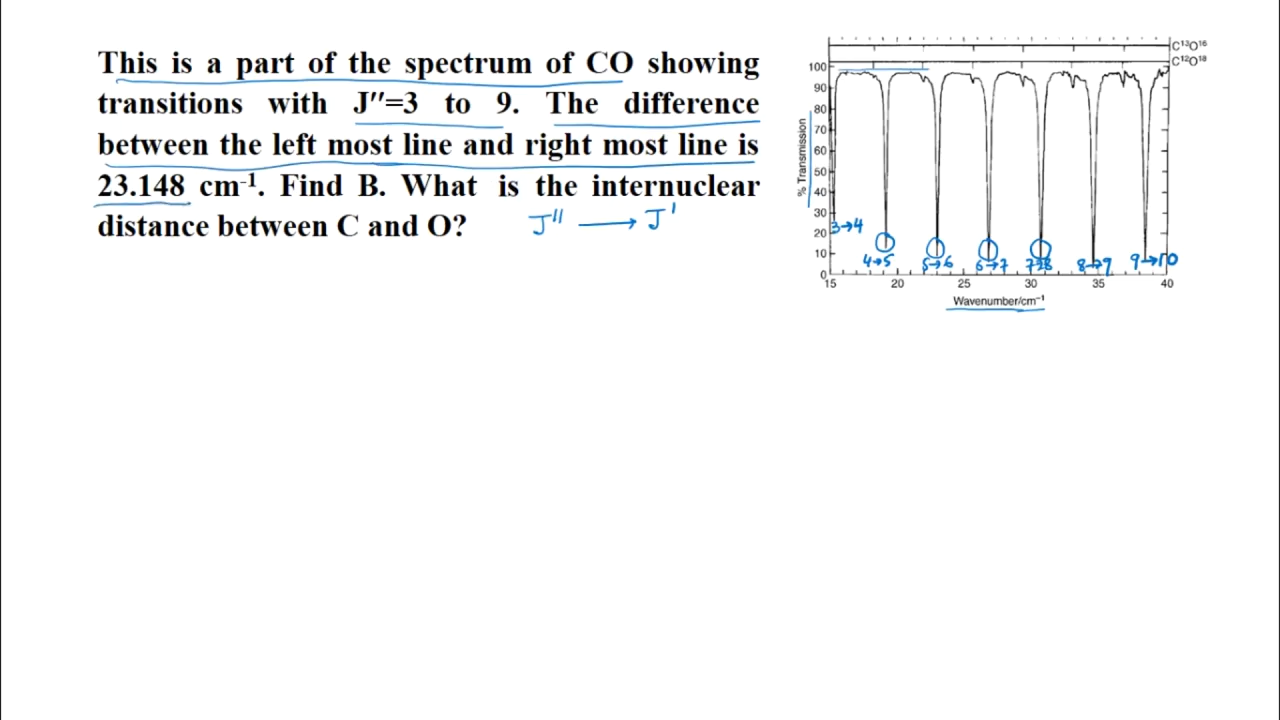 This is a part of the spectrum of CO showing
transitions with J″=3 to 9. The difference
between the left most line and right most line is
23.148 cm⁻¹. Find B. What is the internuclear
distance between C and O?
J″ → J′
C¹³O¹⁶
C¹²O¹⁸
% Transmission
100
90
80
70
60
50
40
30
20
10
0
3→4
4→5
5→6
6→7
7→8
8→9
9→10
15 20 25 30 35 40
Wavenumber/cm⁻¹